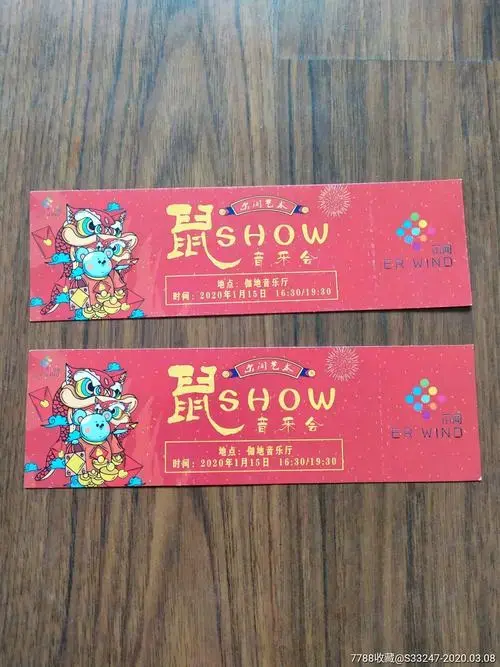 尔闻艺术
鼠SHOW
音乐会
地点：伽地音乐厅
时间：2020年1月15日 16:30/19:30
尔闻
ER WIND
尔闻艺术
鼠SHOW
音乐会
地点：伽地音乐厅
时间：2020年1月15日 16:30/19:30
尔闻
ER WIND
7788收藏@S33247-2020.03.08